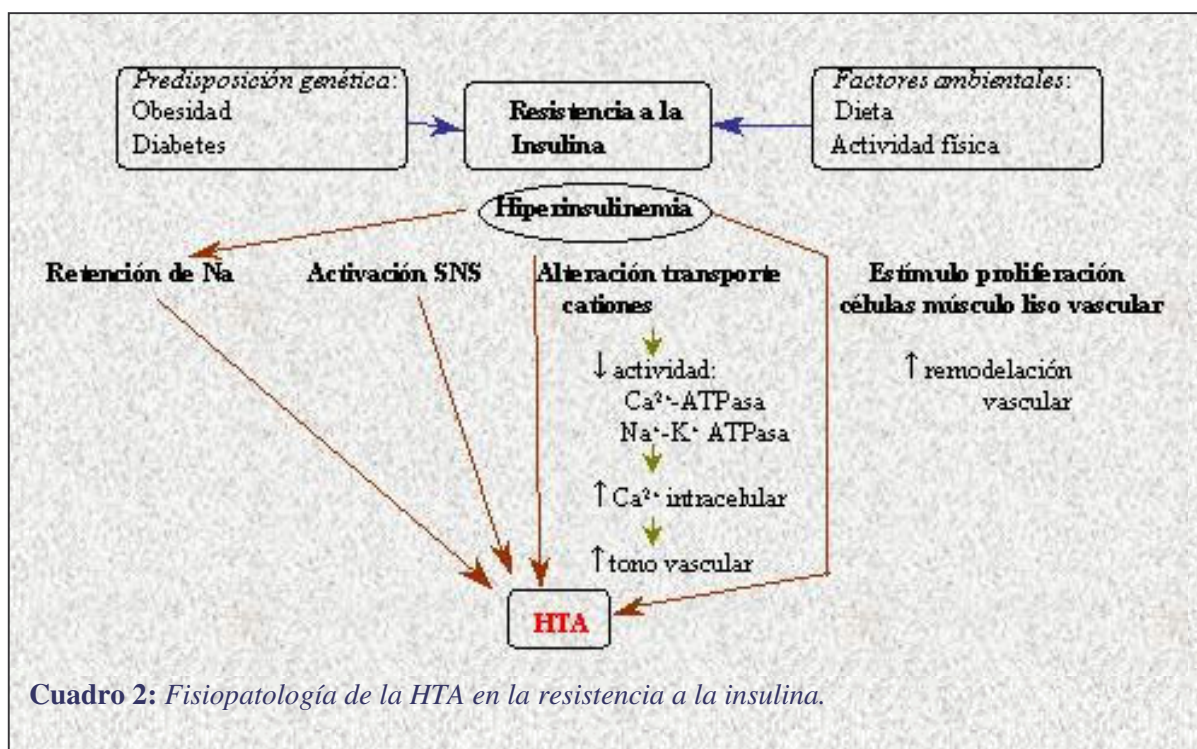 Predisposición genética:
Obesidad
Diabetes
Resistencia a la
Insulina
Factores ambientales:
Dieta
Actividad física
Hiperinsulinemia
Retención de Na
Activación SNS
Alteración transporte
cationes
↓ actividad:
Ca²⁺-ATPasa
Na⁺-K⁺ ATPasa
↑ Ca²⁺ intracelular
↑ tono vascular
Estímulo proliferación
células músculo liso vascular
↑ remodelación
vascular
HTA
Cuadro 2: Fisiopatología de la HTA en la resistencia a la insulina.